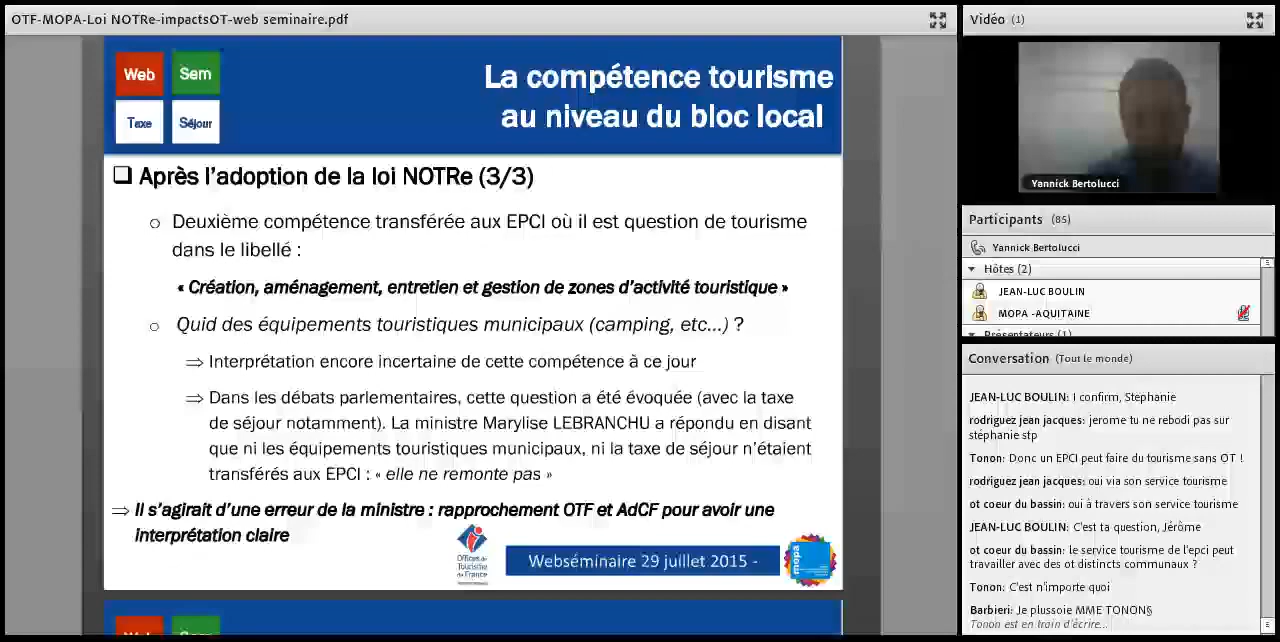 OTF-MOPA-Loi NOTRe-impactsOT-web seminaire.pdf
Web
Sem
Taxe
Séjour
La compétence tourisme
au niveau du bloc local
Après l'adoption de la loi NOTRe (3/3)
o Deuxième compétence transférée aux EPCI où il est question de tourisme
dans le libellé :
« Création, aménagement, entretien et gestion de zones d'activité touristique »
o Quid des équipements touristiques municipaux (camping, etc...) ?
⇒ Interprétation encore incertaine de cette compétence à ce jour
⇒ Dans les débats parlementaires, cette question a été évoquée (avec la taxe
de séjour notamment). La ministre Marylise LEBRANCHU a répondu en disant
que ni les équipements touristiques municipaux, ni la taxe de séjour n'étaient
transférés aux EPCI : « elle ne remonte pas »
⇒ Il s'agirait d'une erreur de la ministre : rapprochement OTF et AdCF pour avoir une
interprétation claire
Offices de
Tourisme
de France
Webséminaire 29 juillet 2015 -
mopa
Web
Sem
Vidéo (1)
Yannick Bertolucci
Participants (85)
Yannick Bertolucci
Hôtes (2)
JEAN-LUC BOULIN
MOPA -AQUITAINE
Présentateurs (1)
Conversation (Tout le monde)
JEAN-LUC BOULIN: I confirm, Stephanie
rodriguez jean jacques: jerome tu ne rebodi pas sur
stéphanie stp
Tonon: Donc un EPCI peut faire du tourisme sans OT !
rodriguez jean jacques: oui via son service tourisme
ot coeur du bassin: oui à travers son service tourisme
JEAN-LUC BOULIN: C'est ta question, Jérôme
ot coeur du bassin: le service tourisme de l'epci peut
travailler avec des ot distincts communaux ?
Tonon: C'est n'importe quoi
Barbieri: Je plussoie MME TONON§
Tonon est en train d'écrire...